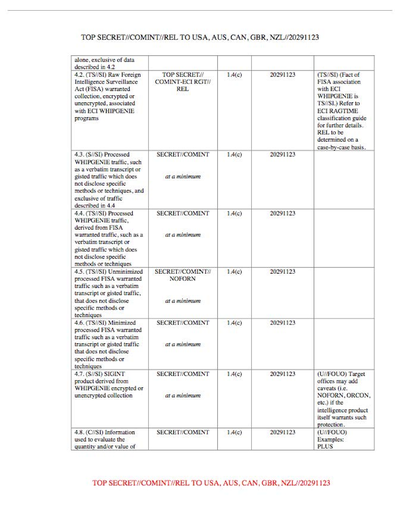 TOP SECRET//COMINT//REL TO USA, AUS, CAN, GBR, NZL//20291123
alone, exclusive of data
described in 4.2
4.2. (TS//SI) Raw Foreign
Intelligence Surveillance
Act (FISA) warranted
collection, encrypted or
unencrypted, associated
with ECI WHIPGENIE
programs
TOP SECRET//
COMINT-ECI RGT//
REL
1.4(c)
20291123
(TS//SI) (Fact of
FISA association
with ECI
WHIPGENIE is
TS//SI.) Refer to
ECI RAGTIME
classification guide
for further details.
REL to be
determined on a
case-by-case basis.
4.3. (S//SI) Processed
WHIPGENIE traffic, such
as a verbatim transcript or
gisted traffic which does
not disclose specific
methods or techniques, and
exclusive of traffic
described in 4.4
SECRET//COMINT
at a minimum
1.4(c)
20291123
4.4. (TS//SI) Processed
WHIPGENIE traffic,
derived from FISA
warranted traffic, such as a
verbatim transcript or
gisted traffic which does
not disclose specific
methods or techniques
SECRET//COMINT
at a minimum
1.4(c)
20291123
4.5. (TS//SI) Unminimized
processed FISA warranted
traffic such as a verbatim
transcript or gisted traffic,
that does not disclose
specific methods or
techniques
SECRET//COMINT//
NOFORN
at a minimum
1.4(c)
20291123
4.6. (TS//SI) Minimized
processed FISA warranted
traffic such as a verbatim
transcript or gisted traffic
that does not disclose
specific methods or
techniques
SECRET//COMINT
at a minimum
1.4(c)
20291123
4.7. (S//SI) SIGINT
product derived from
WHIPGENIE encrypted or
unencrypted collection
SECRET//COMINT
at a minimum
1.4(c)
20291123
(U//FOUO) Target
offices may add
caveats (i.e.
NOFORN, ORCON,
etc.) if the
intelligence product
itself warrants such
protection.
4.8. (C//SI) Information
used to evaluate the
quantity and/or value of
SECRET//COMINT
1.4(c)
20291123
(U//FOUO)
Examples:
PLUS
TOP SECRET//COMINT//REL TO USA, AUS, CAN, GBR, NZL//20291123